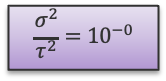 σ²/τ² = 10⁻⁰